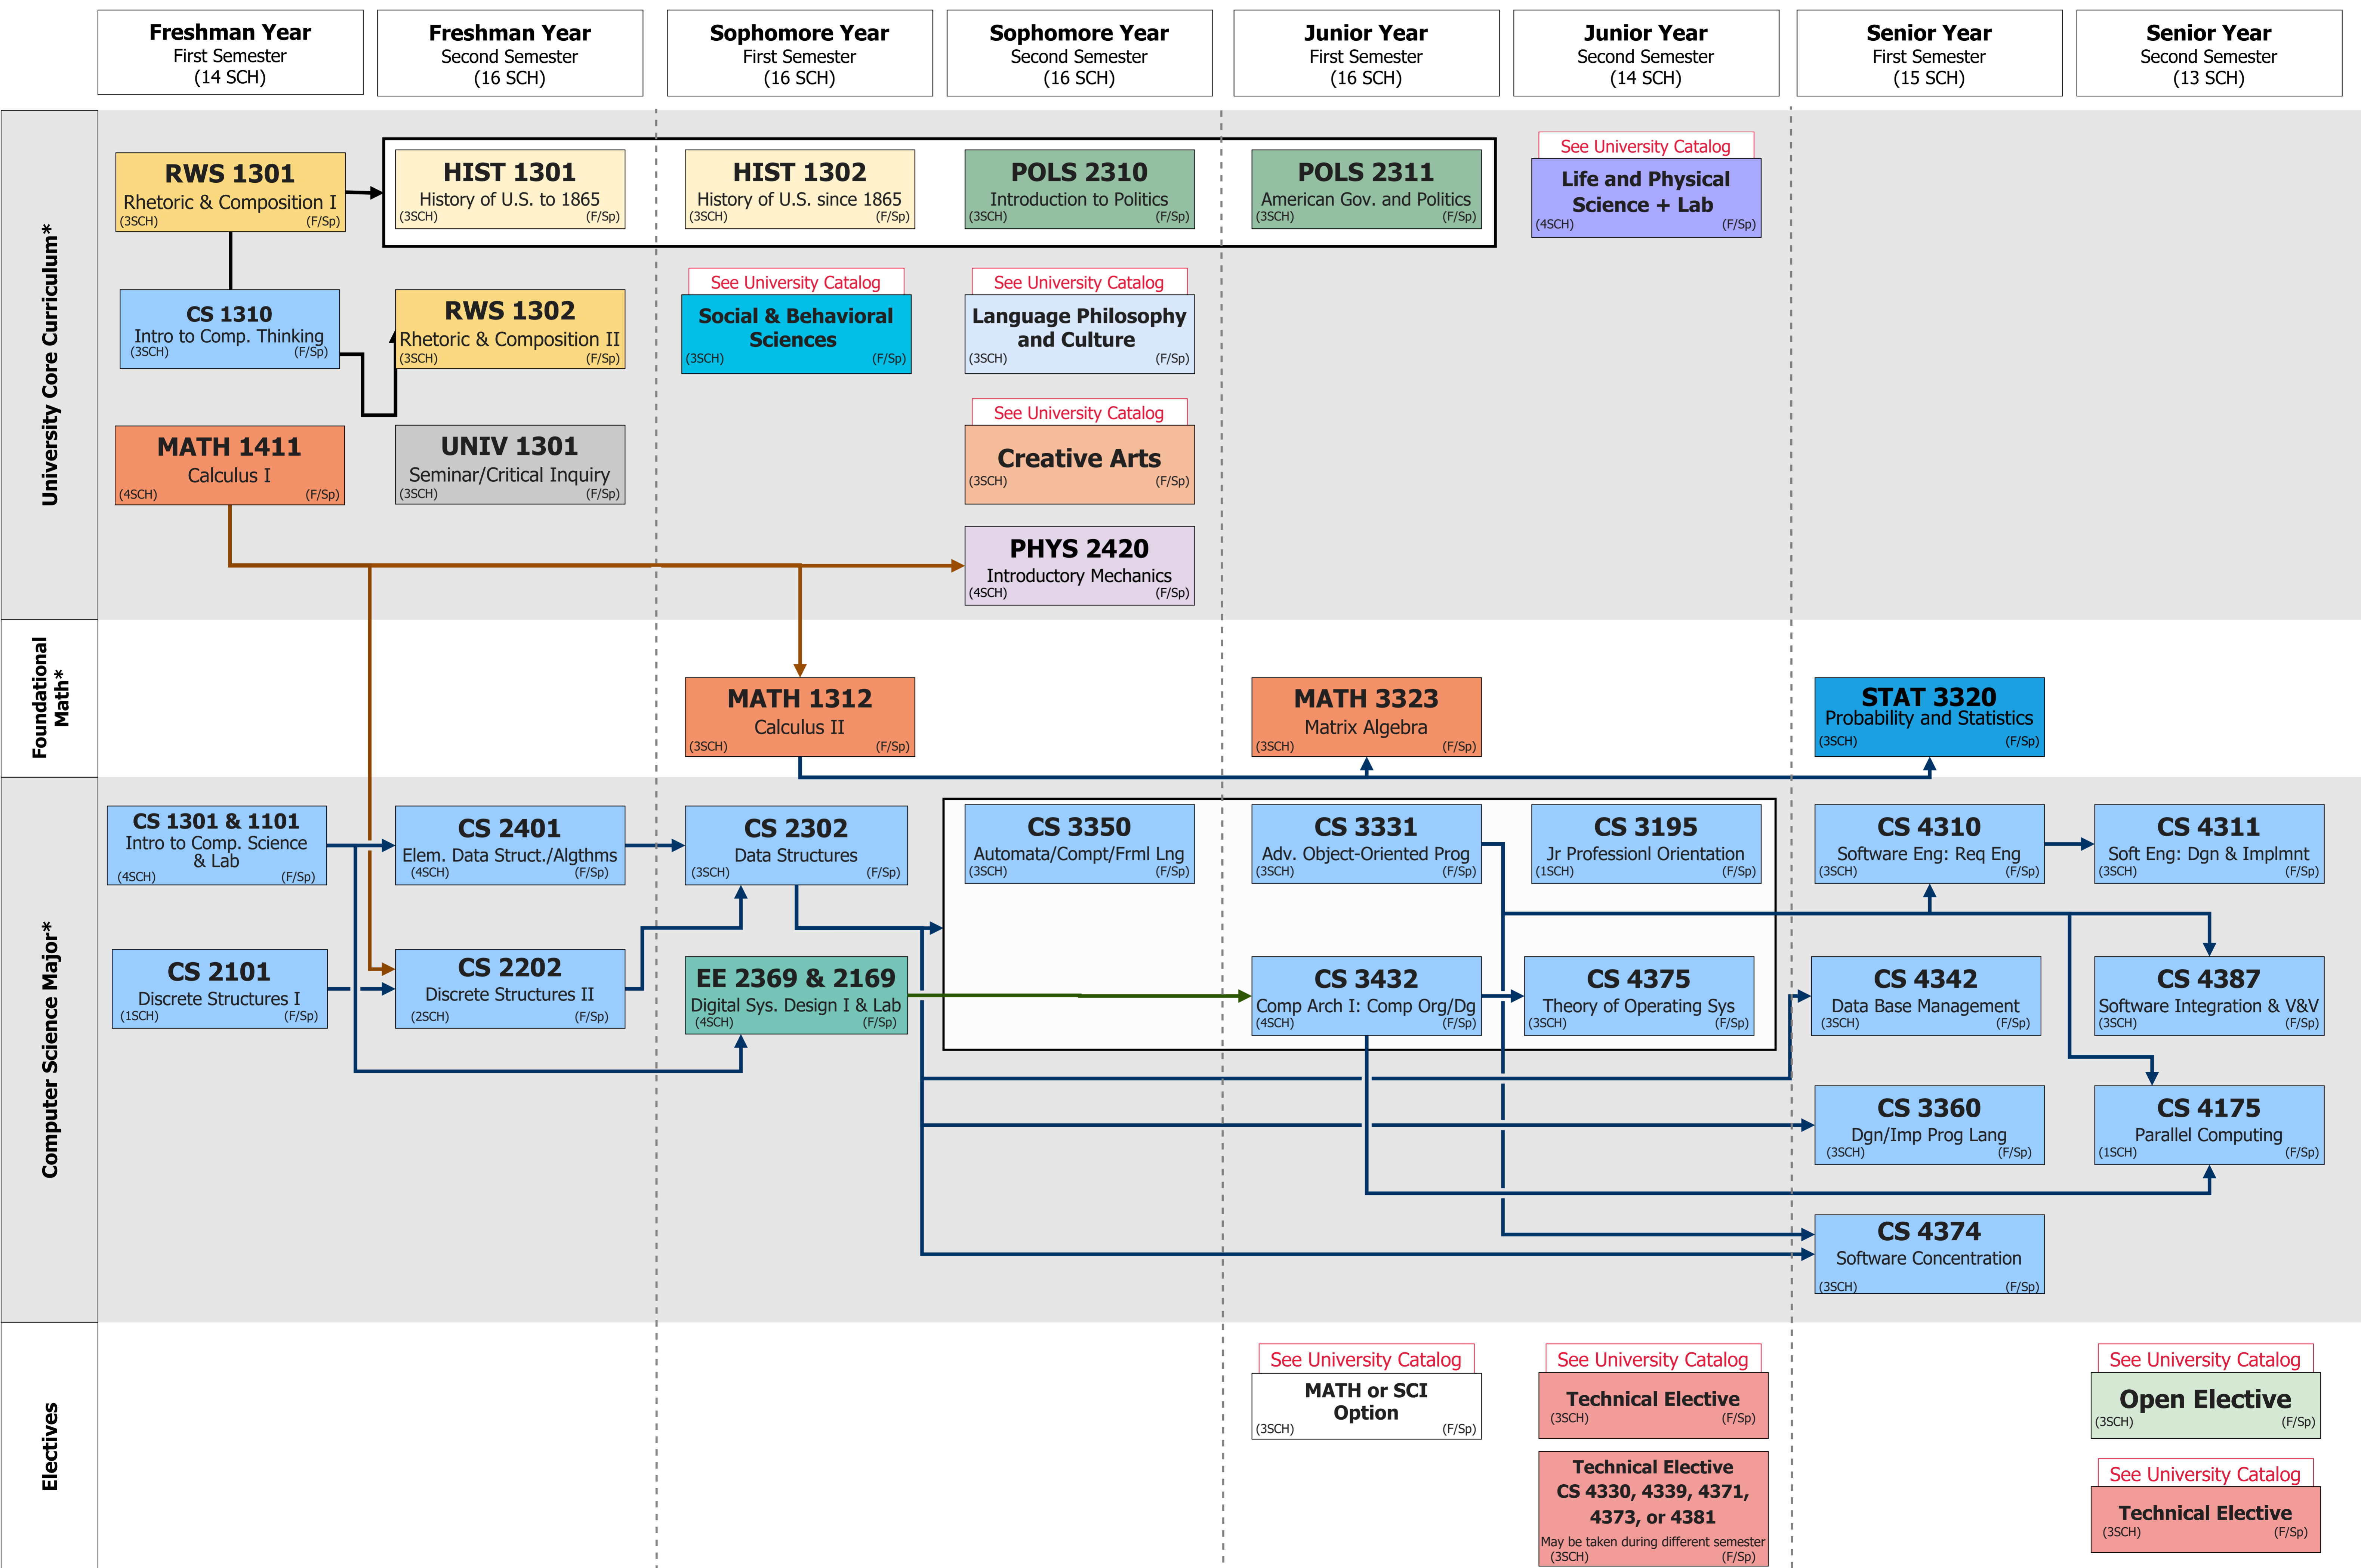 Freshman Year
First Semester
(14 SCH)
Freshman Year
Second Semester
(16 SCH)
Sophomore Year
First Semester
(16 SCH)
Sophomore Year
Second Semester
(16 SCH)
Junior Year
First Semester
(16 SCH)
Junior Year
Second Semester
(14 SCH)
Senior Year
First Semester
(15 SCH)
Senior Year
Second Semester
(13 SCH)
University Core Curriculum*
RWS 1301
Rhetoric & Composition I
(3SCH) (F/Sp)
HIST 1301
History of U.S. to 1865
(3SCH) (F/Sp)
HIST 1302
History of U.S. since 1865
(3SCH) (F/Sp)
POLS 2310
Introduction to Politics
(3SCH) (F/Sp)
POLS 2311
American Gov. and Politics
(3SCH) (F/Sp)
See University Catalog
Life and Physical
Science + Lab
(4SCH) (F/Sp)
CS 1310
Intro to Comp. Thinking
(3SCH) (F/Sp)
RWS 1302
Rhetoric & Composition II
(3SCH) (F/Sp)
See University Catalog
Social & Behavioral
Sciences
(3SCH) (F/Sp)
See University Catalog
Language Philosophy
and Culture
(3SCH) (F/Sp)
MATH 1411
Calculus I
(4SCH) (F/Sp)
UNIV 1301
Seminar/Critical Inquiry
(3SCH) (F/Sp)
See University Catalog
Creative Arts
(3SCH) (F/Sp)
PHYS 2420
Introductory Mechanics
(4SCH) (F/Sp)
Foundational
Math*
MATH 1312
Calculus II
(3SCH) (F/Sp)
MATH 3323
Matrix Algebra
(3SCH) (F/Sp)
STAT 3320
Probability and Statistics
(3SCH) (F/Sp)
Computer Science Major*
CS 1301 & 1101
Intro to Comp. Science
& Lab
(4SCH) (F/Sp)
CS 2401
Elem. Data Struct./Algthms
(4SCH) (F/Sp)
CS 2302
Data Structures
(3SCH) (F/Sp)
CS 3350
Automata/Compt/Frml Lng
(3SCH) (F/Sp)
CS 3331
Adv. Object-Oriented Prog
(3SCH) (F/Sp)
CS 3195
Jr Professionl Orientation
(1SCH) (F/Sp)
CS 4310
Software Eng: Req Eng
(3SCH) (F/Sp)
CS 4311
Soft Eng: Dgn & Implmnt
(3SCH) (F/Sp)
CS 2101
Discrete Structures I
(1SCH) (F/Sp)
CS 2202
Discrete Structures II
(2SCH) (F/Sp)
EE 2369 & 2169
Digital Sys. Design I & Lab
(4SCH) (F/Sp)
CS 3432
Comp Arch I: Comp Org/Dg
(4SCH) (F/Sp)
CS 4375
Theory of Operating Sys
(3SCH) (F/Sp)
CS 4342
Data Base Management
(3SCH) (F/Sp)
CS 4387
Software Integration & V&V
(3SCH) (F/Sp)
CS 3360
Dgn/Imp Prog Lang
(3SCH) (F/Sp)
CS 4175
Parallel Computing
(1SCH) (F/Sp)
CS 4374
Software Concentration
(3SCH) (F/Sp)
Electives
See University Catalog
MATH or SCI
Option
(3SCH) (F/Sp)
See University Catalog
Technical Elective
(3SCH) (F/Sp)
See University Catalog
Open Elective
(3SCH) (F/Sp)
Technical Elective
CS 4330, 4339, 4371,
4373, or 4381
May be taken during different semester
(3SCH) (F/Sp)
See University Catalog
Technical Elective
(3SCH) (F/Sp)